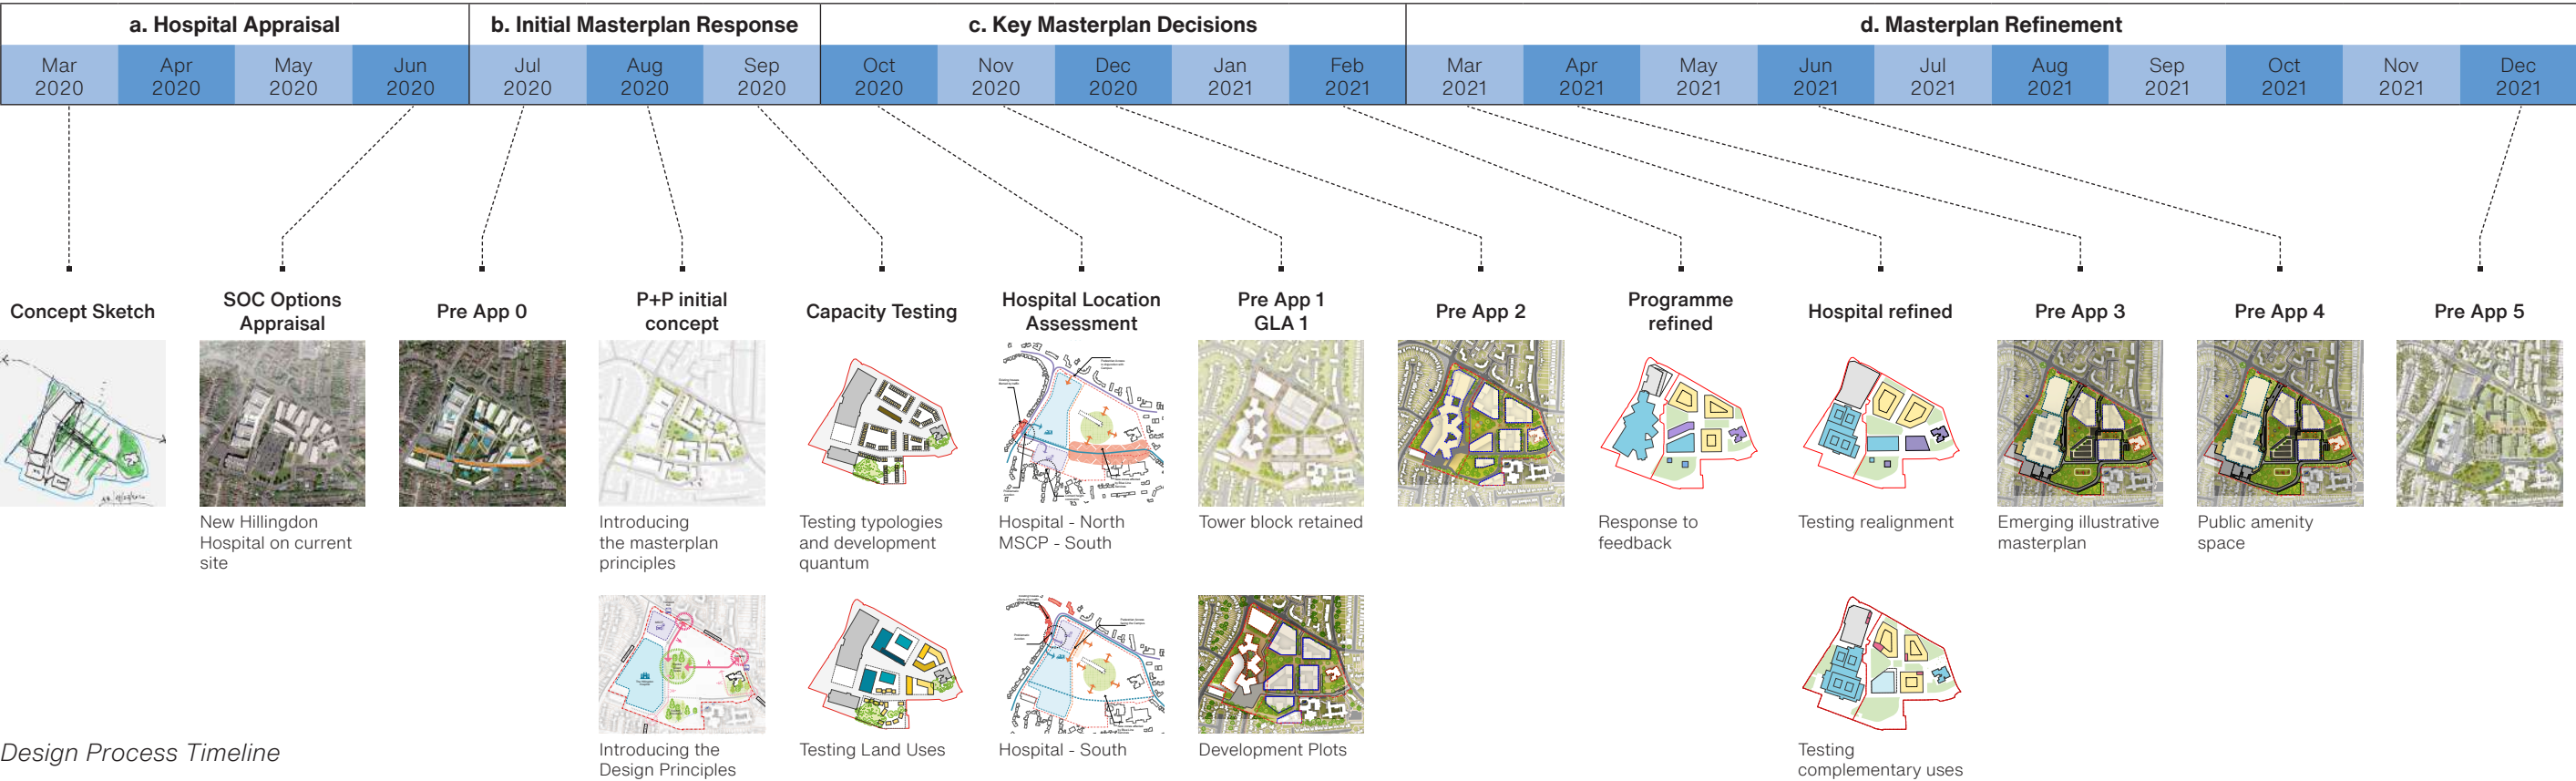 a. Hospital Appraisal
b. Initial Masterplan Response
c. Key Masterplan Decisions
d. Masterplan Refinement
Mar
2020
Apr
2020
May
2020
Jun
2020
Jul
2020
Aug
2020
Sep
2020
Oct
2020
Nov
2020
Dec
2020
Jan
2021
Feb
2021
Mar
2021
Apr
2021
May
2021
Jun
2021
Jul
2021
Aug
2021
Sep
2021
Oct
2021
Nov
2021
Dec
2021
Concept Sketch
SOC Options
Appraisal
New Hillingdon
Hospital on current
site
Pre App 0
P+P initial
concept
Introducing
the masterplan
principles
Introducing the
Design Principles
Capacity Testing
Testing typologies
and development
quantum
Testing Land Uses
Hospital Location
Assessment
Hospital - North
MSCP - South
Hospital - South
Pre App 1
GLA 1
Tower block retained
Development Plots
Pre App 2
Programme
refined
Response to
feedback
Hospital refined
Testing realignment
Testing
complementary uses
Pre App 3
Emerging illustrative
masterplan
Pre App 4
Public amenity
space
Pre App 5
Design Process Timeline